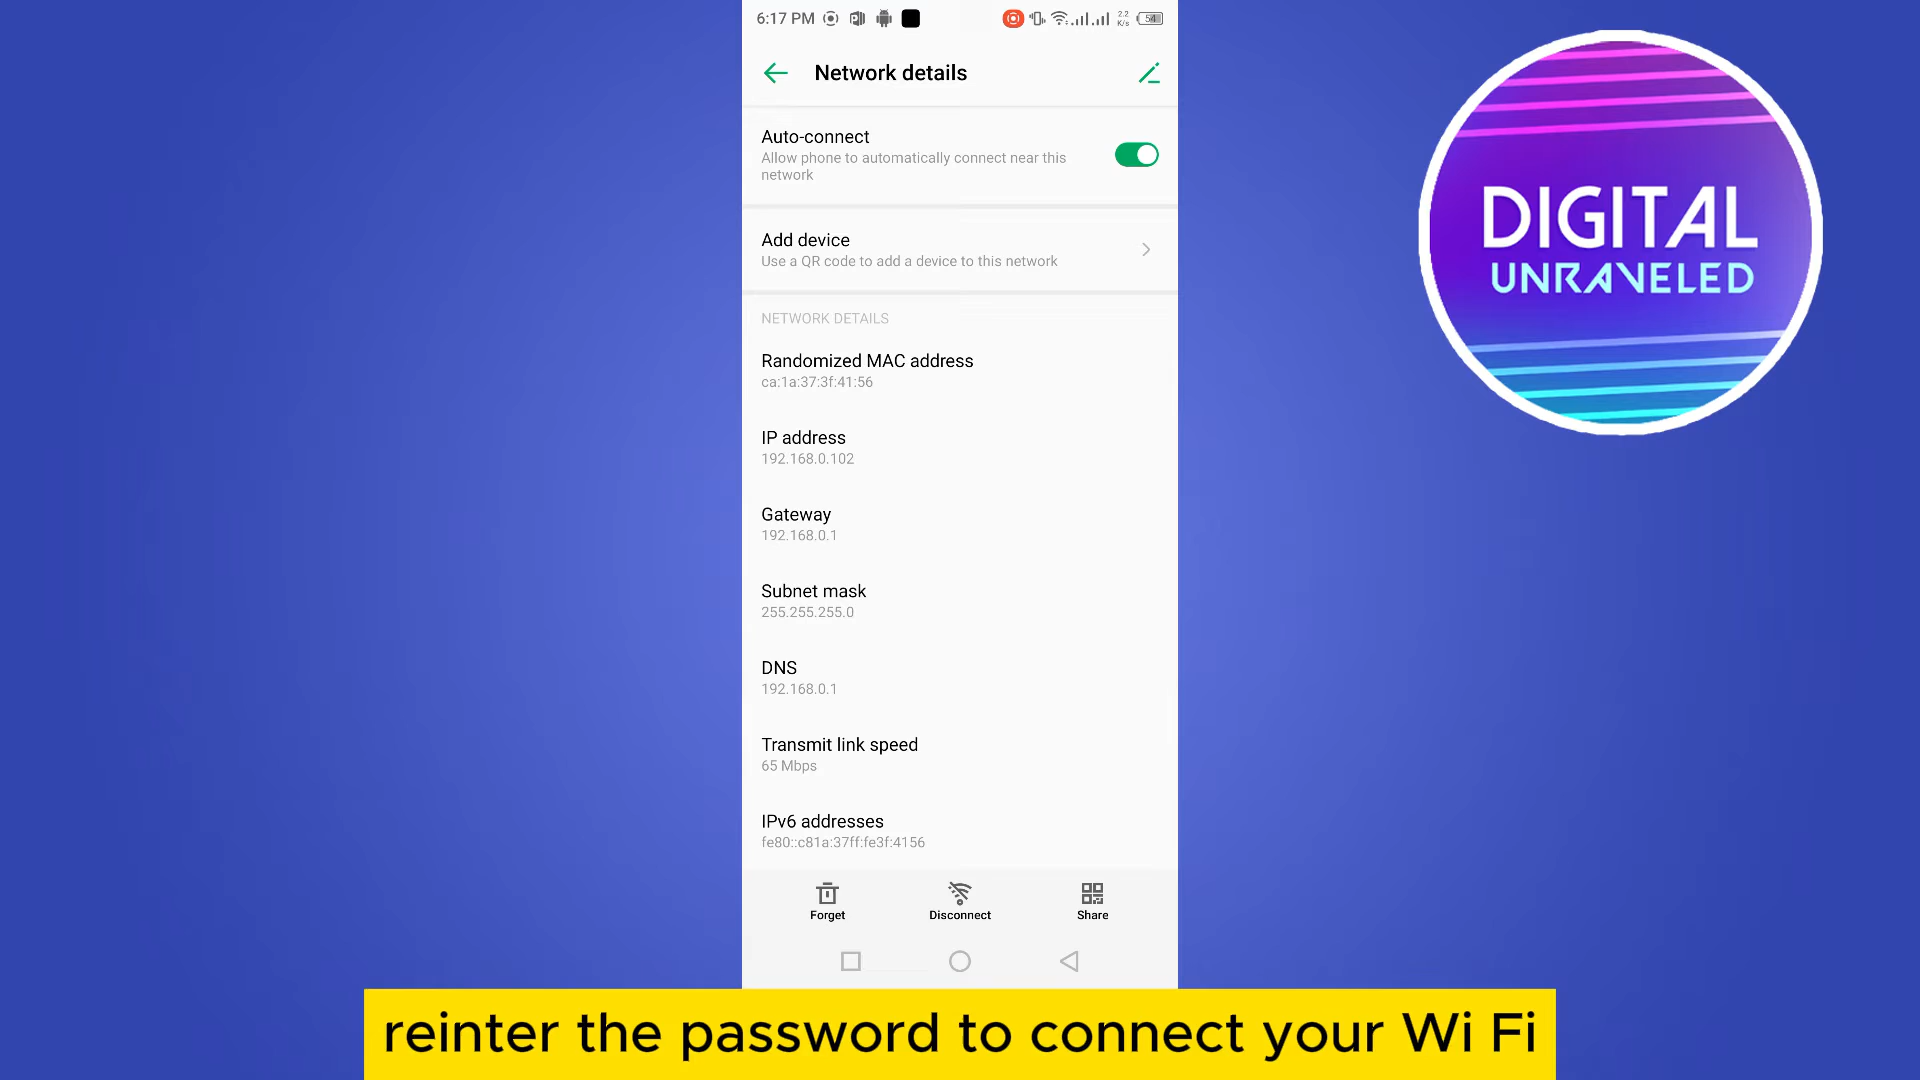 6:17 PM
2.2
K/s
54
Network details
Auto-connect
Allow phone to automatically connect near this
network
Add device
Use a QR code to add a device to this network
NETWORK DETAILS
Randomized MAC address
ca:1a:37:3f:41:56
IP address
192.168.0.102
Gateway
192.168.0.1
Subnet mask
255.255.255.0
DNS
192.168.0.1
Transmit link speed
65 Mbps
IPv6 addresses
fe80::c81a:37ff:fe3f:4156
Forget
Disconnect
Share
DIGITAL
UNRAVELED
reinter the password to connect your Wi Fi